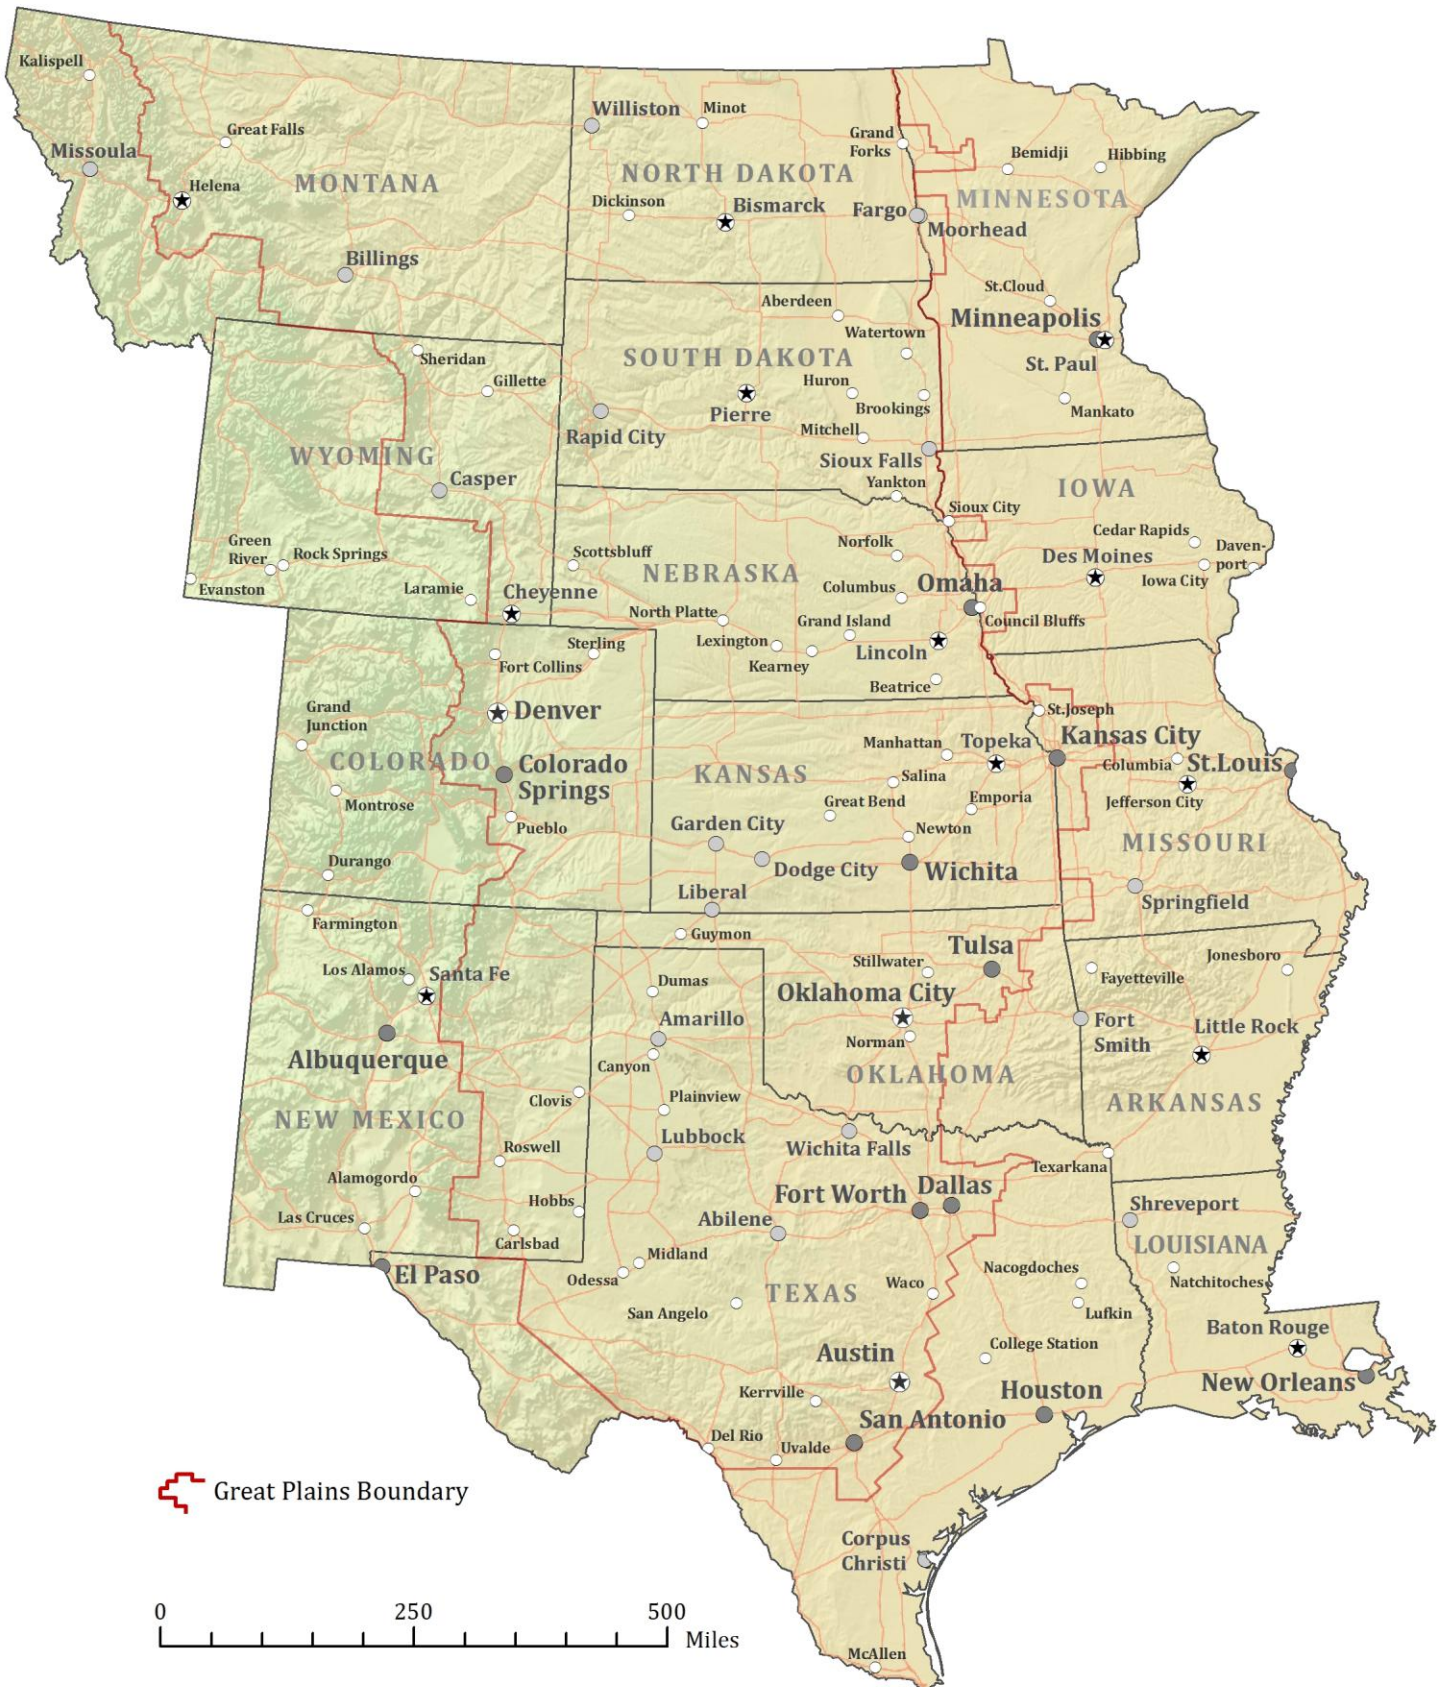 Kalispell
Great Falls
Missoula
Helena
MONTANA
Billings
Williston
Minot
Grand
Forks
NORTH DAKOTA
Dickinson
Bismarck
Fargo
Moorhead
Bemidji
Hibbing
MINNESOTA
St.Cloud
Minneapolis
St. Paul
Mankato
Aberdeen
Watertown
SOUTH DAKOTA
Huron
Brookings
Pierre
Rapid City
Mitchell
Sioux Falls
Yankton
Sheridan
Gillette
WYOMING
Casper
Green
River
Rock Springs
Evanston
Laramie
Cheyenne
Scottsbluff
NEBRASKA
Norfolk
Columbus
Omaha
North Platte
Grand Island
Lexington
Kearney
Lincoln
Beatrice
Sioux City
IOWA
Cedar Rapids
Des Moines
Daven-
port
Iowa City
Council Bluffs
Sterling
Fort Collins
Denver
Grand
Junction
COLORADO
Colorado
Springs
Montrose
Pueblo
Durango
St.Joseph
Kansas City
Manhattan
Topeka
KANSAS
Salina
Great Bend
Emporia
Newton
Garden City
Dodge City
Wichita
Liberal
Columbia
St.Louis
Jefferson City
MISSOURI
Springfield
Farmington
Los Alamos
Santa Fe
Albuquerque
NEW MEXICO
Clovis
Roswell
Alamogordo
Hobbs
Las Cruces
Carlsbad
Guymon
Tulsa
Stillwater
Oklahoma City
Norman
OKLAHOMA
Fayetteville
Jonesboro
Fort
Smith
Little Rock
ARKANSAS
Dumas
Amarillo
Canyon
Plainview
Lubbock
Wichita Falls
Texarkana
Fort Worth
Dallas
Abilene
El Paso
Midland
Odessa
TEXAS
San Angelo
Waco
Nacogdoches
Lufkin
Shreveport
LOUISIANA
Natchitoches
Austin
College Station
Kerrville
Houston
San Antonio
Del Rio
Uvalde
Baton Rouge
New Orleans
Corpus
Christi
McAllen
Great Plains Boundary
0 250 500
Miles